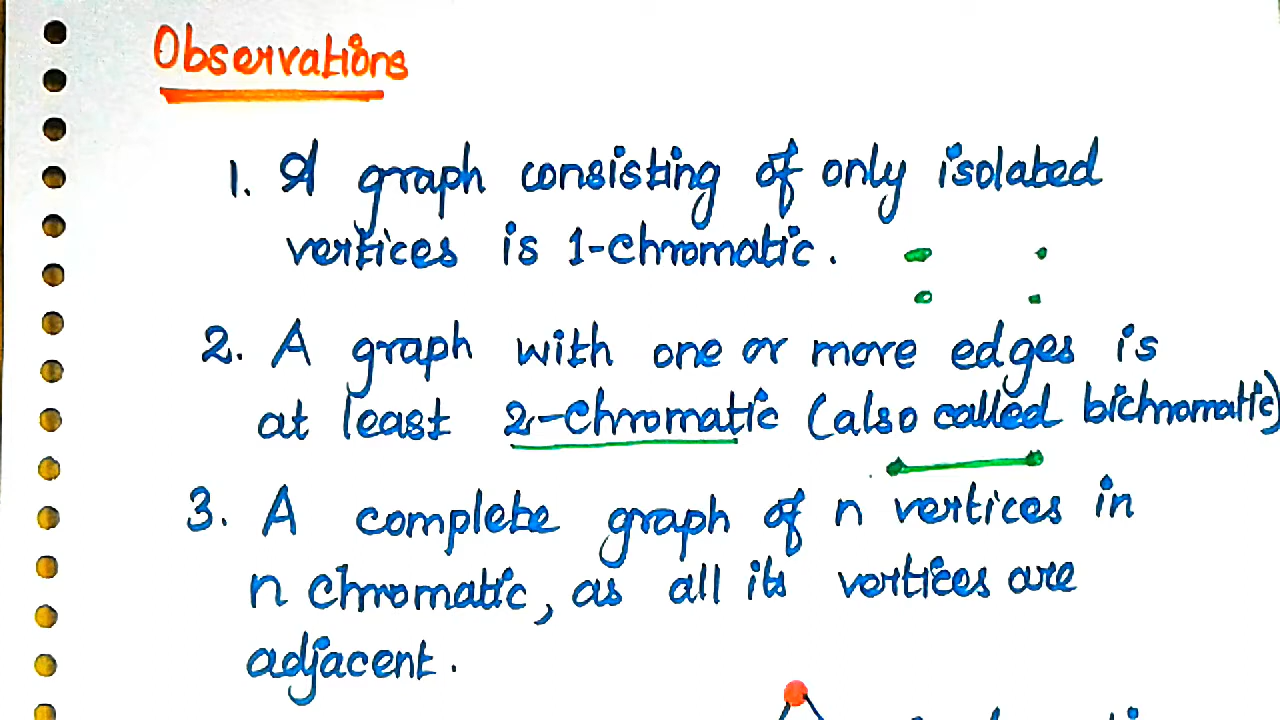 Observations
1. A graph consisting of only isolated
vertices is 1-chromatic.
2. A graph with one or more edges is
at least 2-chromatic (also called bichromatic)
3. A complete graph of n vertices in
n chromatic, as all its vertices are
adjacent.